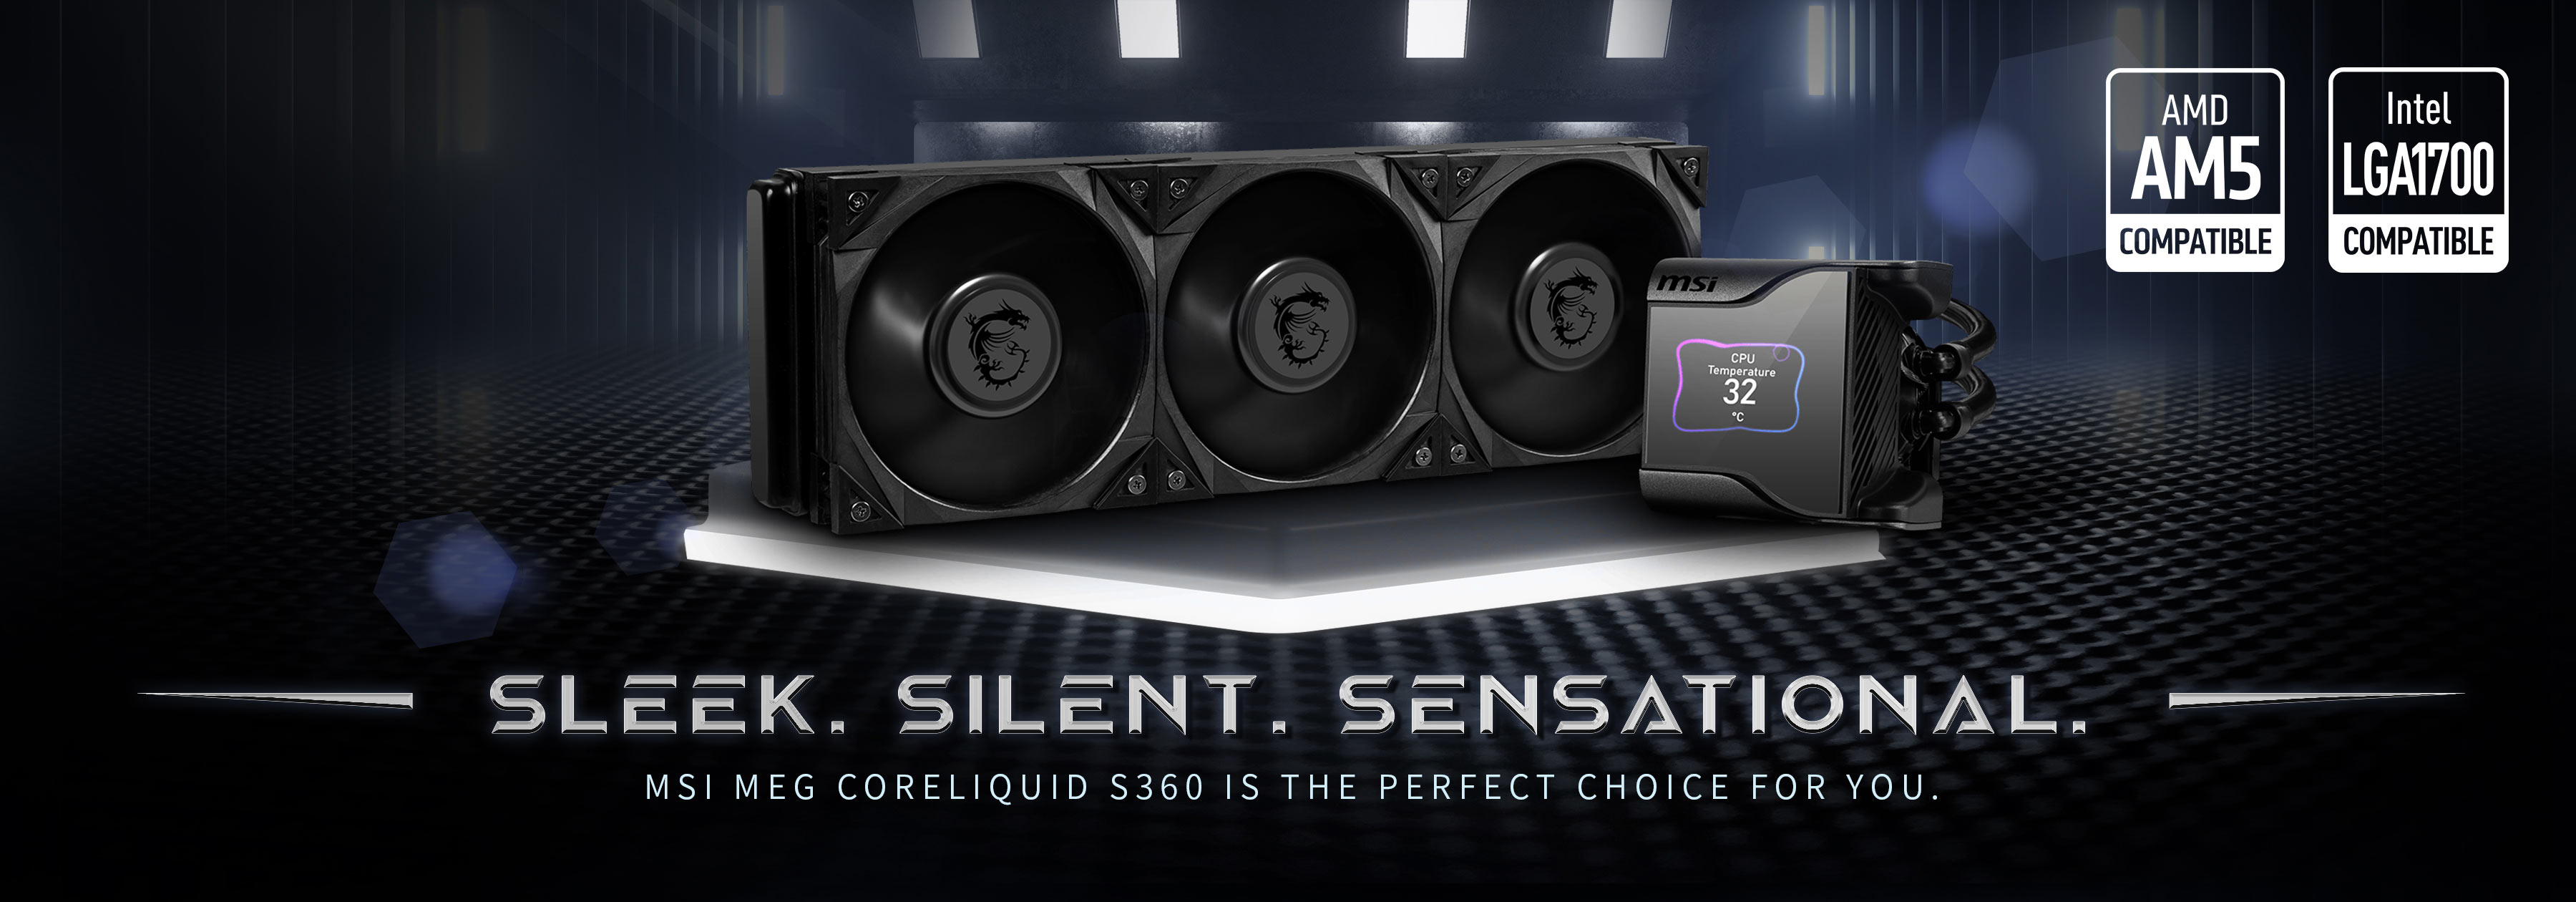 AMD
AM5
COMPATIBLE
Intel
LGA1700
COMPATIBLE
msi
CPU
Temperature
32
°C
SLEEK. SILENT. SENSATIONAL.
MSI MEG CORELIQUID S360 IS THE PERFECT CHOICE FOR YOU.